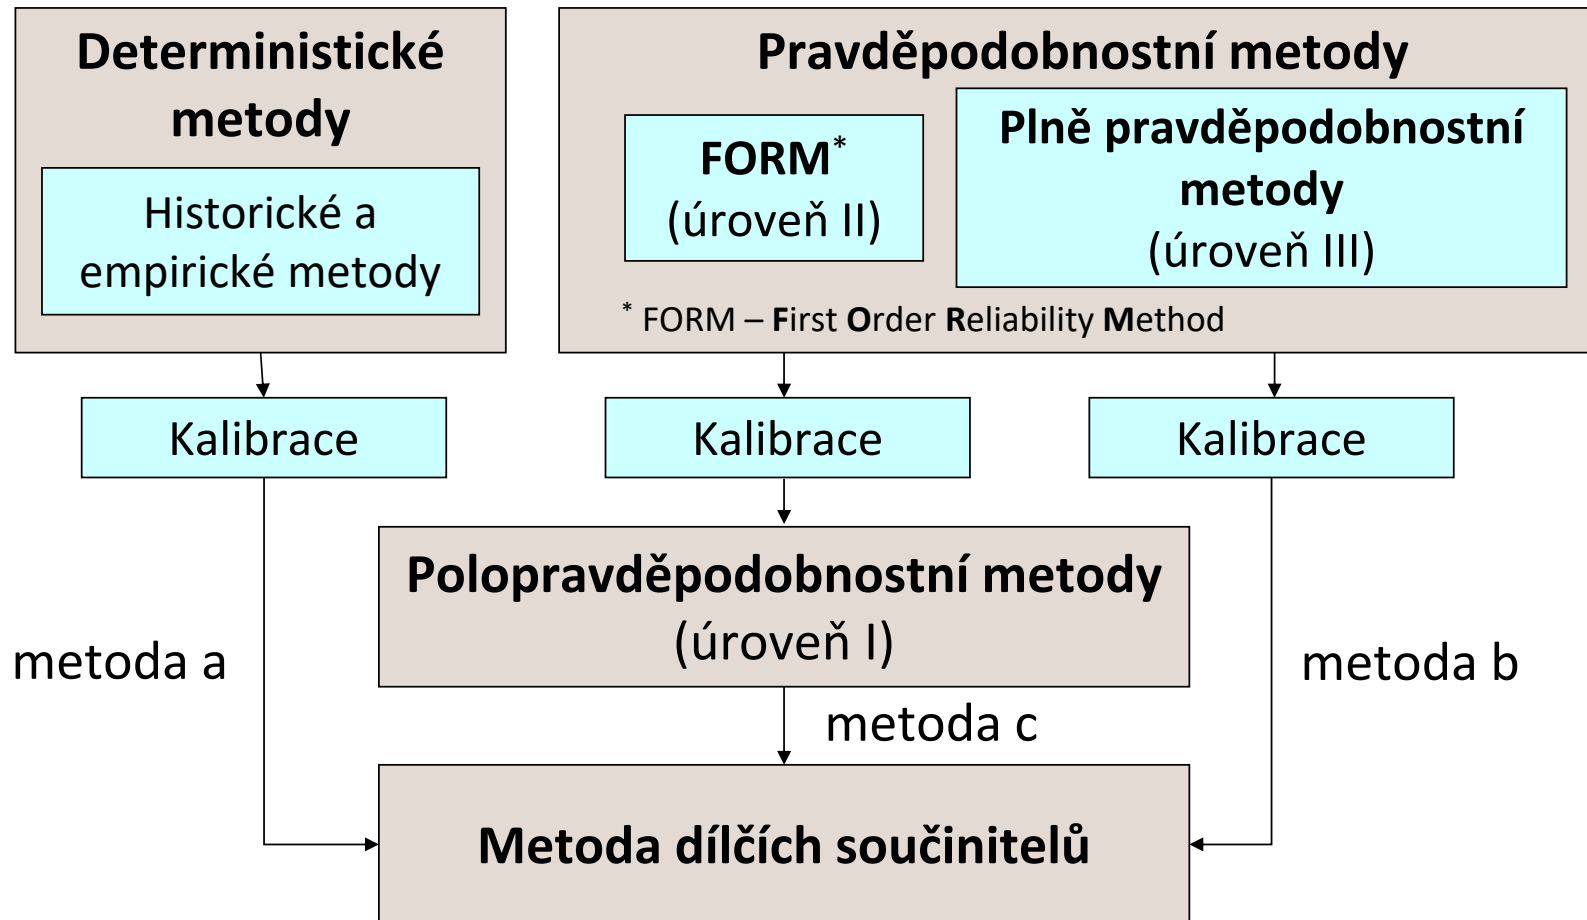 Deterministické
metody
Historické a
empirické metody
Pravděpodobnostní metody
FORM*
(úroveň II)
Plně pravděpodobnostní
metody
(úroveň III)
* FORM – First Order Reliability Method
Kalibrace
Kalibrace
Kalibrace
Polopravděpodobnostní metody
(úroveň I)
metoda a
metoda b
metoda c
Metoda dílčích součinitelů